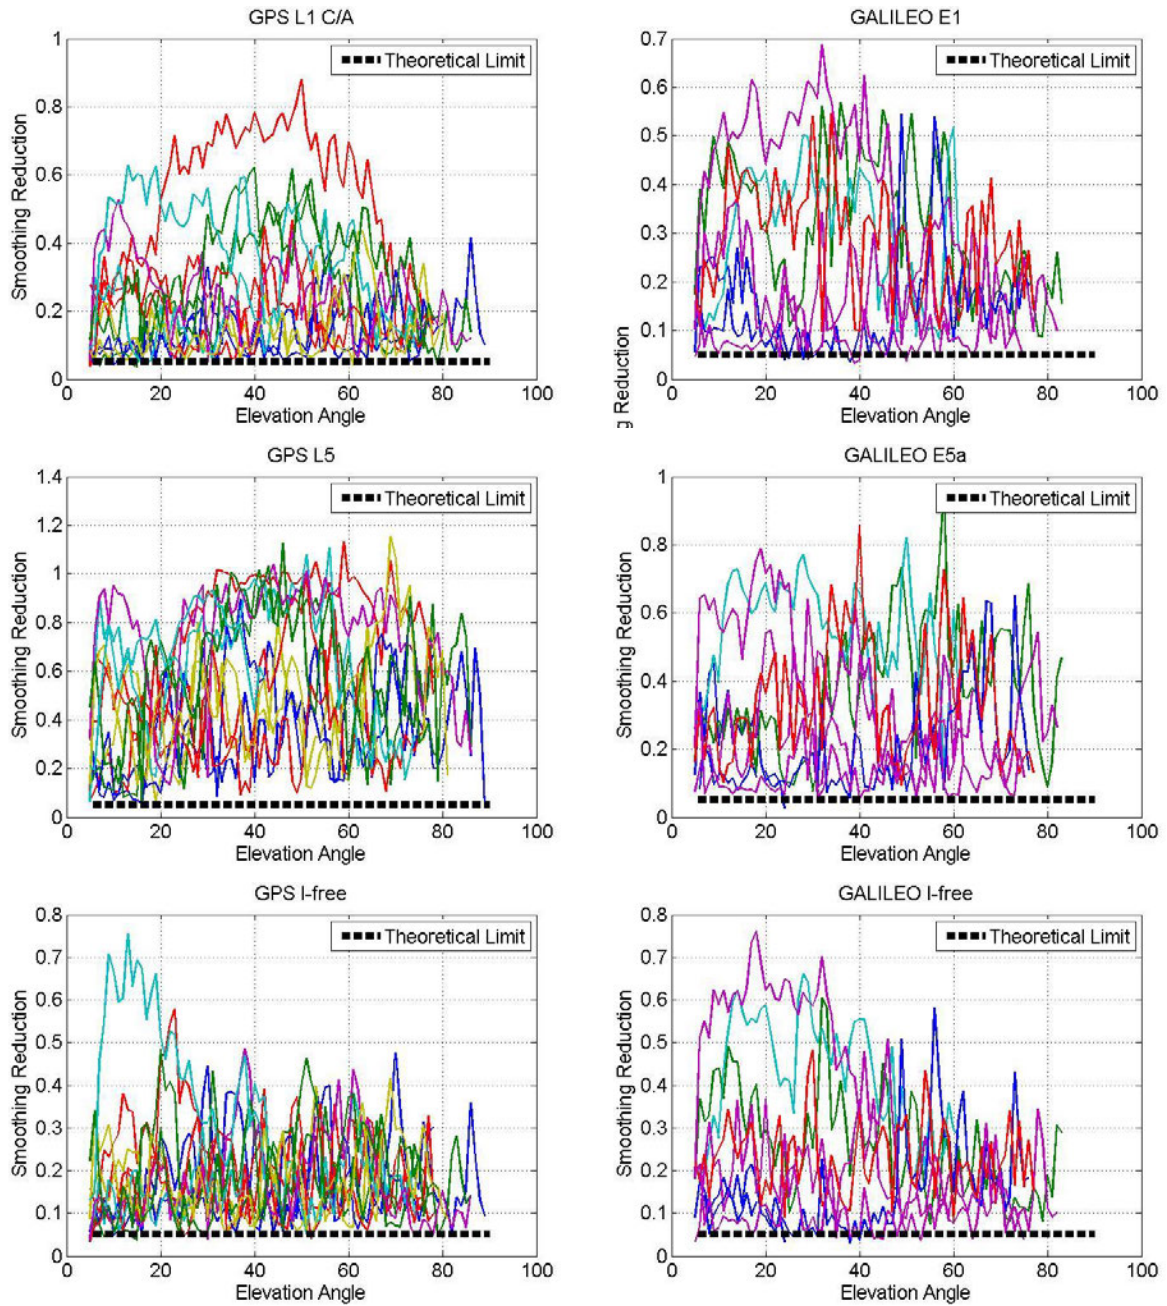 GPS L1 C/A
1
0.8
0.6
0.4
0.2
0
Smoothing Reduction
Theoretical Limit
0 20 40 60 80 100
Elevation Angle
GALILEO E1
0.7
0.6
0.5
0.4
0.3
0.2
0.1
0
Smoothing Reduction
Theoretical Limit
0 20 40 60 80 100
Elevation Angle
g Reduction
GPS L5
1.4
1.2
1
0.8
0.6
0.4
0.2
0
Smoothing Reduction
Theoretical Limit
0 20 40 60 80 100
Elevation Angle
GALILEO E5a
1
0.8
0.6
0.4
0.2
0
Smoothing Reduction
Theoretical Limit
0 20 40 60 80 100
Elevation Angle
GPS I-free
0.8
0.7
0.6
0.5
0.4
0.3
0.2
0.1
0
Smoothing Reduction
Theoretical Limit
0 20 40 60 80 100
Elevation Angle
GALILEO I-free
0.8
0.7
0.6
0.5
0.4
0.3
0.2
0.1
0
Smoothing Reduction
Theoretical Limit
0 20 40 60 80 100
Elevation Angle